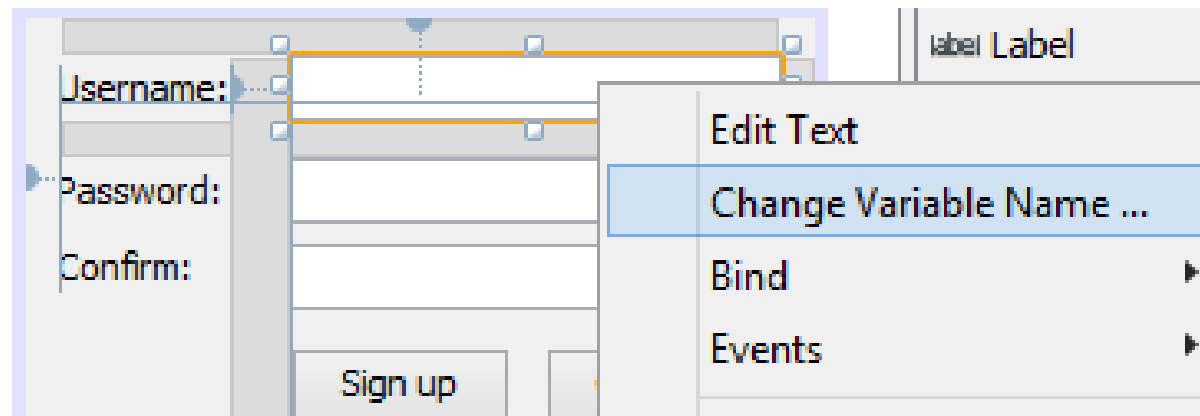 label Label
Username:
Edit Text
Password:
Change Variable Name ...
Confirm:
Bind
Events
Sign up